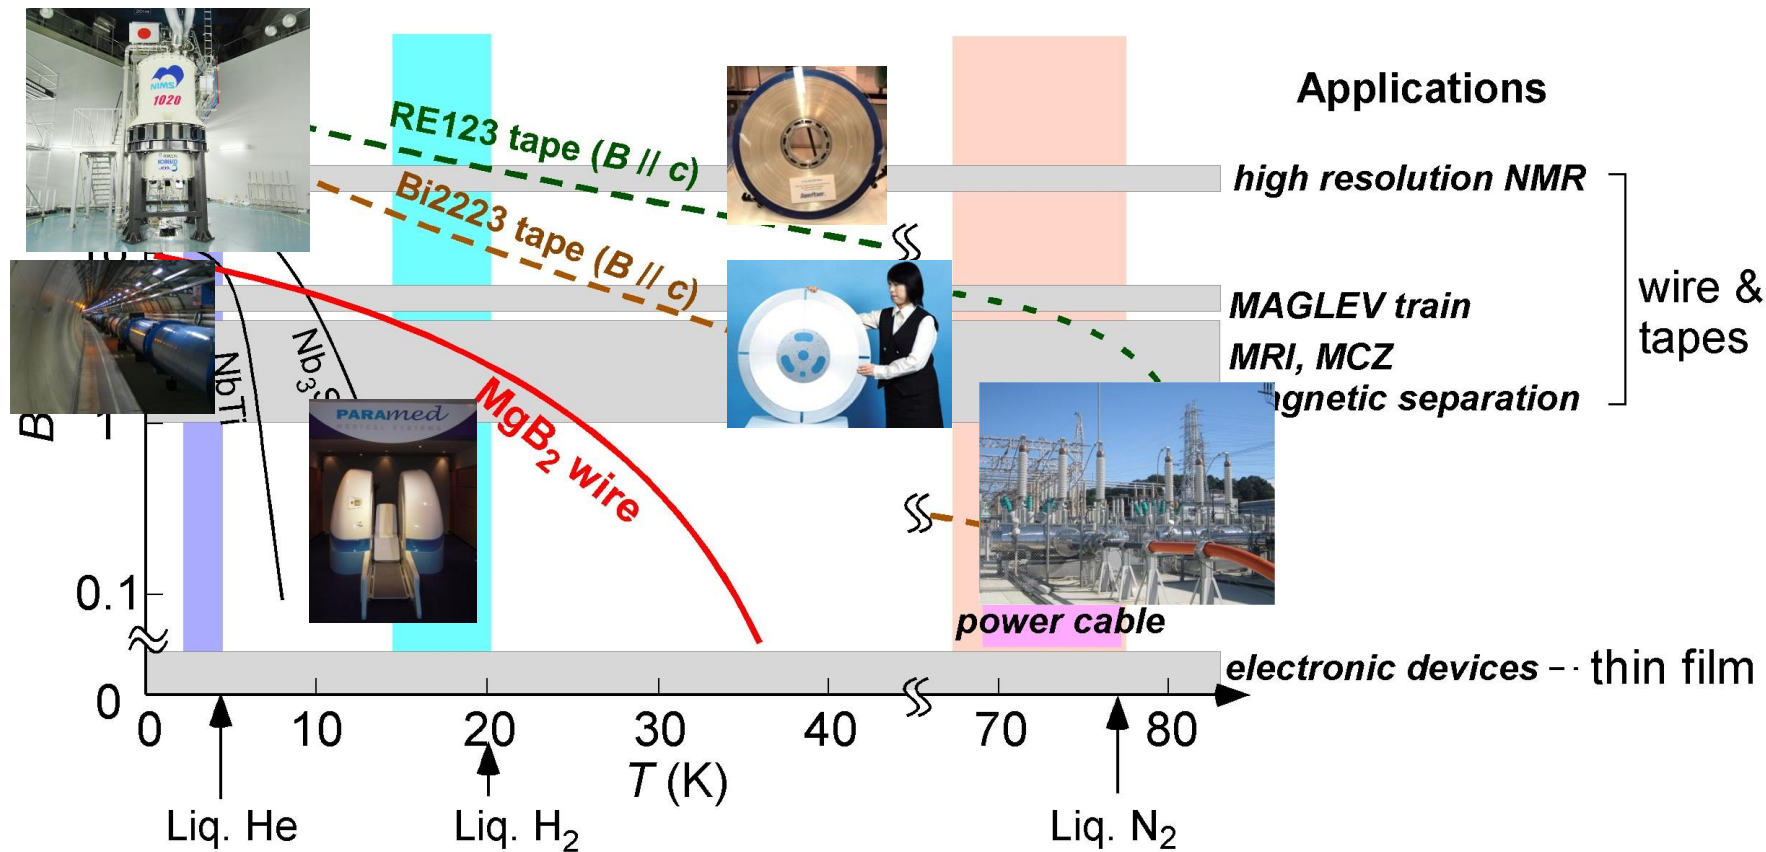 NIMS
1020
Applications
RE123 tape (B // c)
Bi2223 tape (B // c)
high resolution NMR
MAGLEV train
wire &
tapes
MRI, MCZ
separation
NbTi
MgB2 wire
PARAmed
MEDICAL SYSTEMS
B
1
0.1
0
power cable
electronic devices
thin film
0 10 20 30 40 70 80
T (K)
Liq. He
Liq. H2
Liq. N2